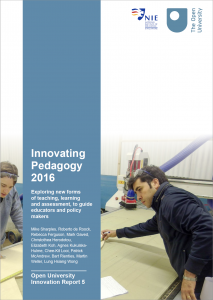 NIE
The Open
University
Innovating
Pedagogy
2016
Exploring new forms
of teaching, learning
and assessment, to guide
educators and policy
makers
Mike Sharples, Roberto de Roock,
Rebecca Ferguson, Mark Gaved,
Christothea Herodotou,
Elizabeth Koh, Agnes Kukulska-
Hulme, Chee-Kit Looi, Patrick
McAndrew, Bart Rienties, Martin
Weller, Lung Hsiang Wong
Open University
Innovation Report 5